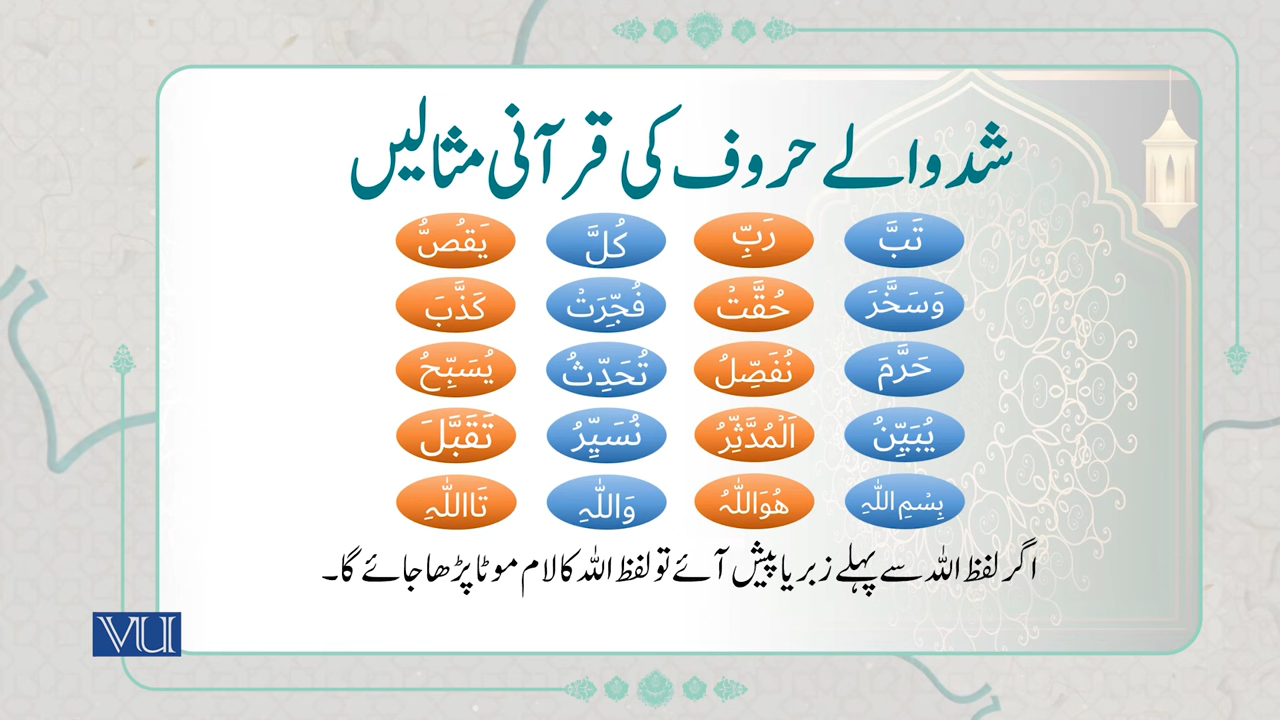 شد والے حروف کی قرآنی مثالیں
تَبَّ رَبِّ كُلَّ يَقُصُّ
وَسَخَّرَ حُقَّتْ فُجِّرَتْ كَذَّبَ
حَرَّمَ نُفَصِّلُ تُحَدِّثُ يُسَبِّحُ
يُبَيِّنُ اَلْمُدَّثِّرُ نُسَيِّرُ تَقَبَّلَ
بِسْمِ اللّٰہِ هُوَاللّٰہُ وَاللّٰہِ تَااللّٰہِ
اگر لفظ اللہ سے پہلے زبر یا پیش آئے تو لفظ اللہ کا لام موٹا پڑھا جائے گا۔
VU